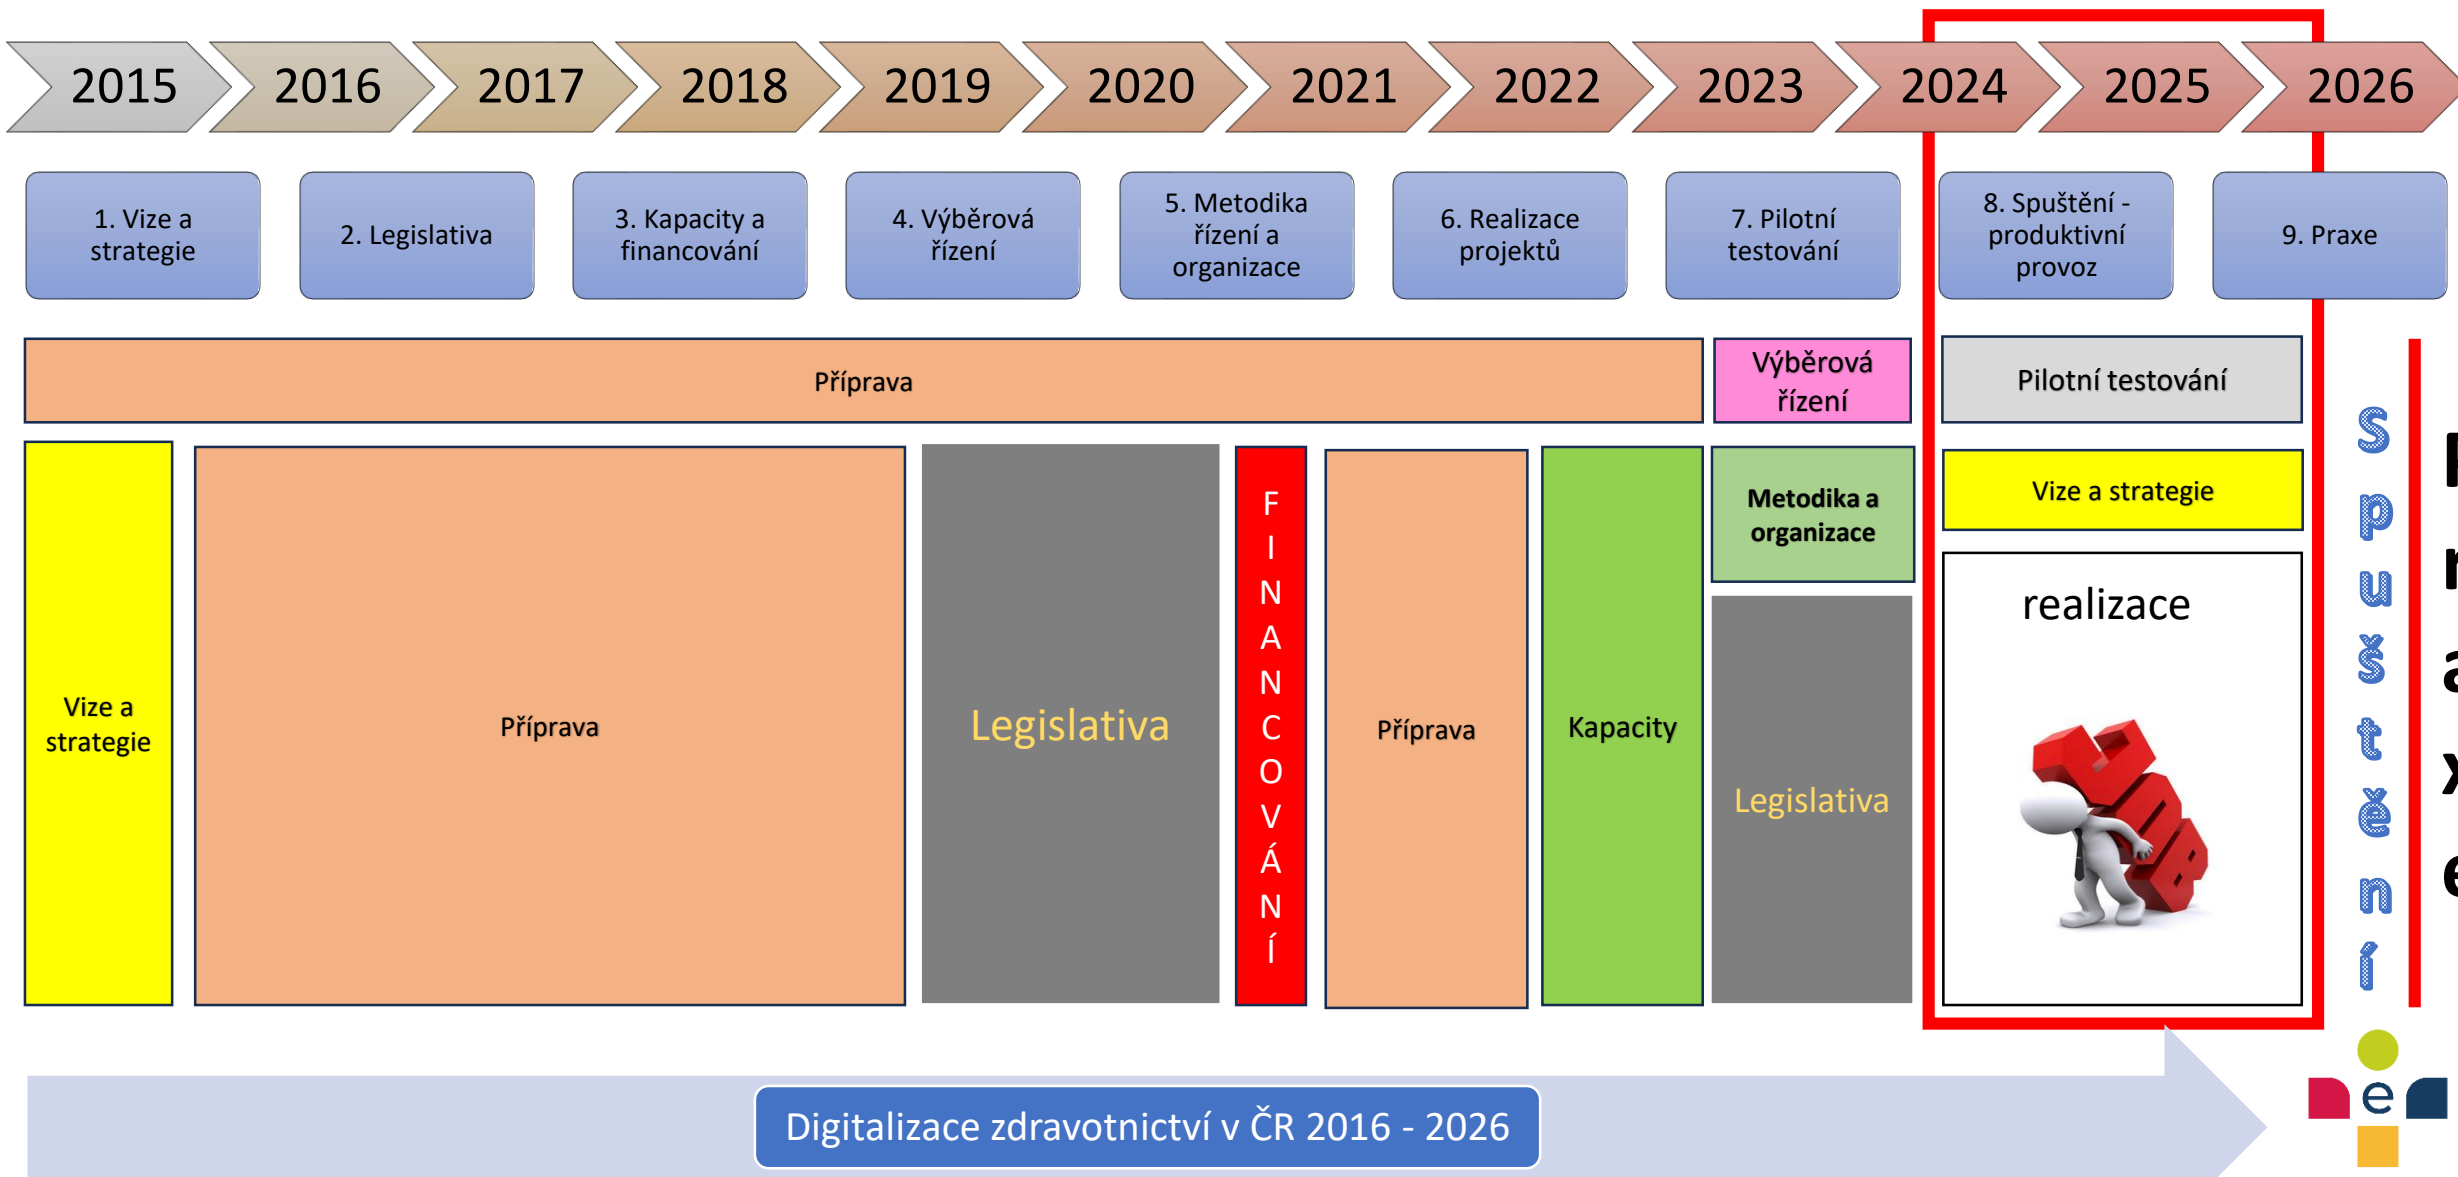 2015
2016
2017
2018
2019
2020
2021
2022
2023
2024
2025
2026
1. Vize a
strategie
2. Legislativa
3. Kapacity a
financování
4. Výběrová
řízení
5. Metodika
řízení a
organizace
6. Realizace
projektů
7. Pilotní
testování
8. Spuštění -
produktivní
provoz
9. Praxe
Příprava
Výběrová
řízení
Pilotní testování
Vize a
strategie
Příprava
Legislativa
FINANCOVÁNÍ
Příprava
Kapacity
Metodika a
organizace
Legislativa
Vize a strategie
realizace
Spuštění
Praxe
Digitalizace zdravotnictví v ČR 2016 - 2026
e